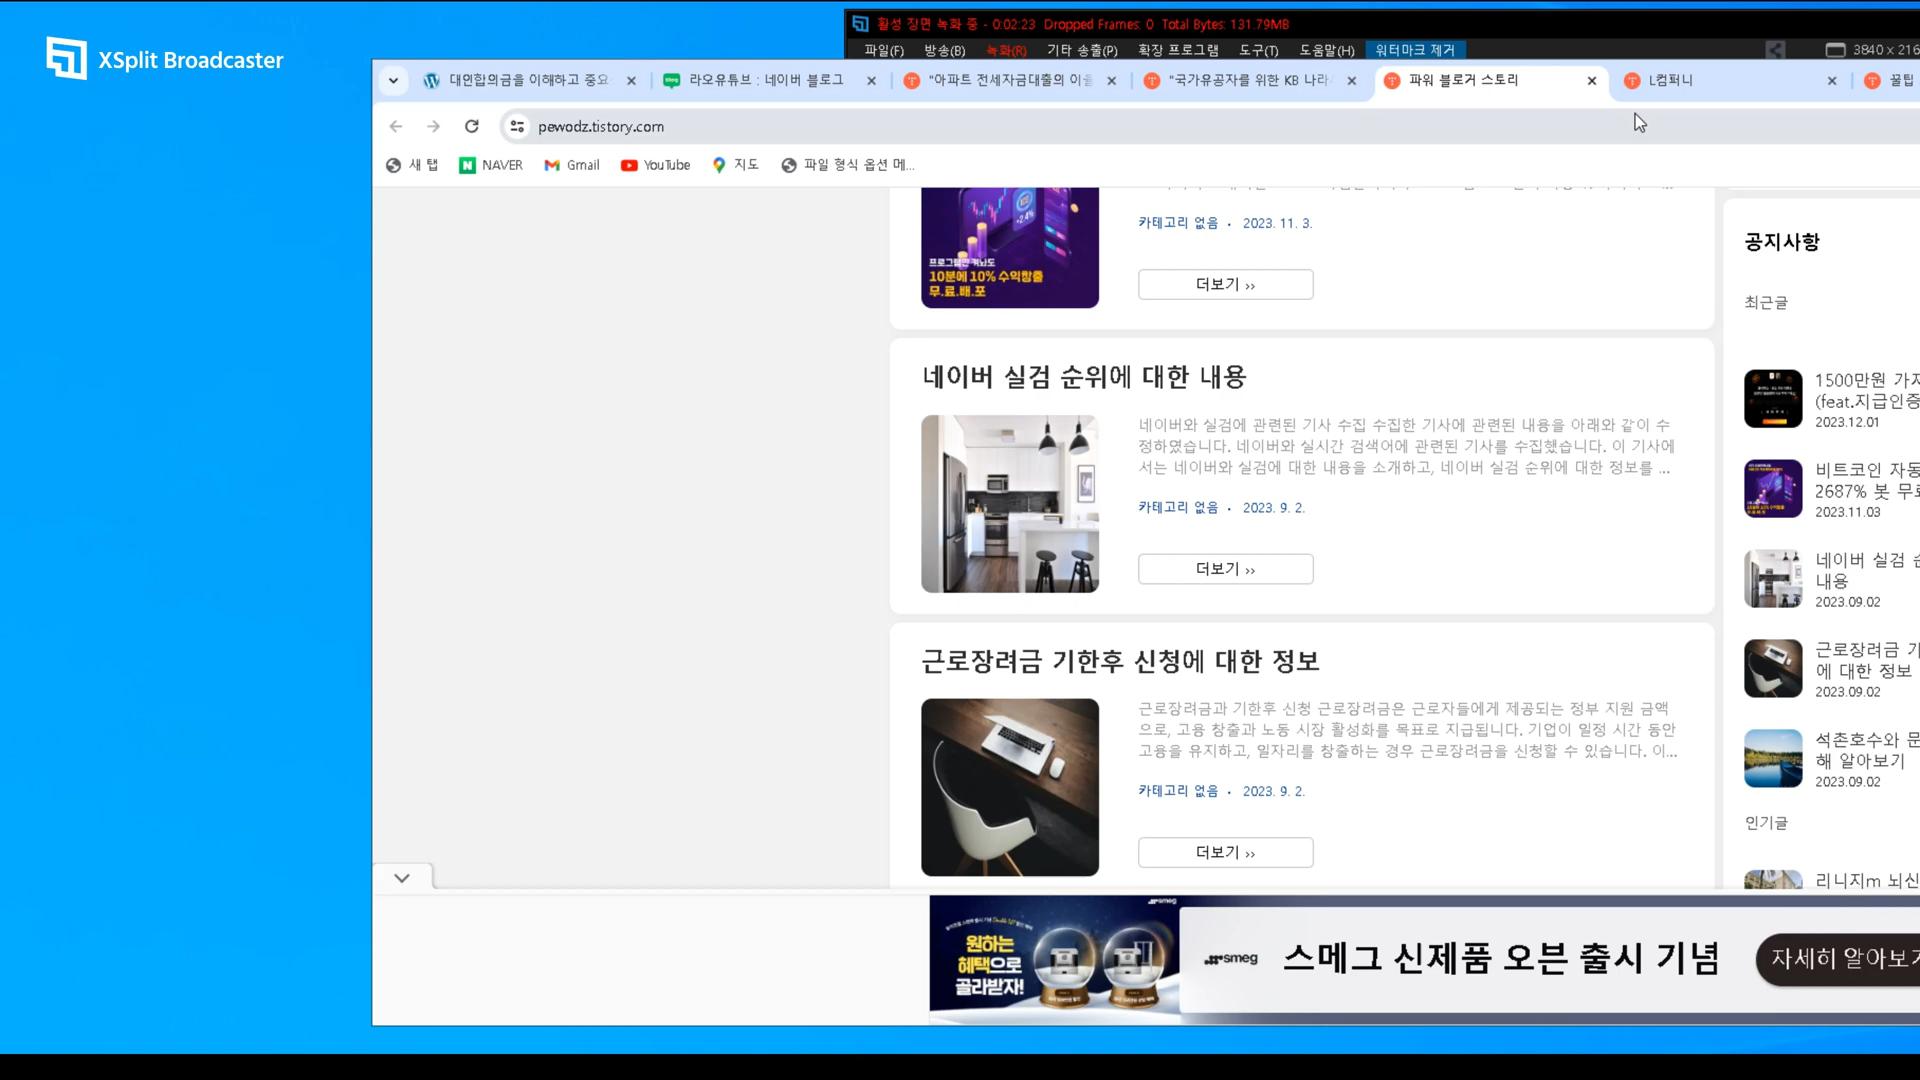 활성 장면 녹화 중 - 0:02:23 Dropped Frames: 0 Total Bytes: 131.79MB
XSplit Broadcaster
파일(F) 방송(B) 녹화(R) 기타 송출(P) 확장 프로그램 도구(T) 도움말(H) 워터마크 제거 3840 x 216
대인합의금을 이해하고 중요 라오유튜브 : 네이버 블로그 "아파트 전세자금대출의 이율 "국가유공자를 위한 KB 나라 파워 블로거 스토리 L컴퍼니 꿀팁
pewodz.tistory.com
새 탭 NAVER Gmail YouTube 지도 파일 형식 옵션 메...
프로그램만 켜놔도
10분에 10% 수익창출
무.료.배.포
카테고리 없음 · 2023. 11. 3.
더보기 ››
네이버 실검 순위에 대한 내용
네이버와 실검에 관련된 기사 수집 수집한 기사에 관련된 내용을 아래와 같이 수
정하였습니다. 네이버와 실시간 검색어에 관련된 기사를 수집했습니다. 이 기사에
서는 네이버와 실검에 대한 내용을 소개하고, 네이버 실검 순위에 대한 정보를 ...
카테고리 없음 · 2023. 9. 2.
더보기 ››
근로장려금 기한후 신청에 대한 정보
근로장려금과 기한후 신청 근로장려금은 근로자들에게 제공되는 정부 지원 금액
으로, 고용 창출과 노동 시장 활성화를 목표로 지급됩니다. 기업이 일정 시간 동안
고용을 유지하고, 일자리를 창출하는 경우 근로장려금을 신청할 수 있습니다. 이...
카테고리 없음 · 2023. 9. 2.
더보기 ››
공지사항
최근글
1500만원 가
(feat.지급인증
2023.12.01
비트코인 자동
2687% 봇 무료
2023.11.03
네이버 실검 순
내용
2023.09.02
근로장려금 기
에 대한 정보
2023.09.02
석촌호수와 문
해 알아보기
2023.09.02
인기글
리니지m 뇌신
원하는
혜택으로
골라받자!
smeg
smeg
스메그 신제품 오븐 출시 기념
자세히 알아보기